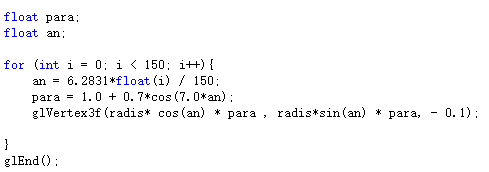 float para;
float an;
for (int i = 0; i < 150; i++){
an = 6.2831*float(i) / 150;
para = 1.0 + 0.7*cos(7.0*an);
glVertex3f(radis* cos(an) * para , radis*sin(an) * para, - 0.1);
}
glEnd();